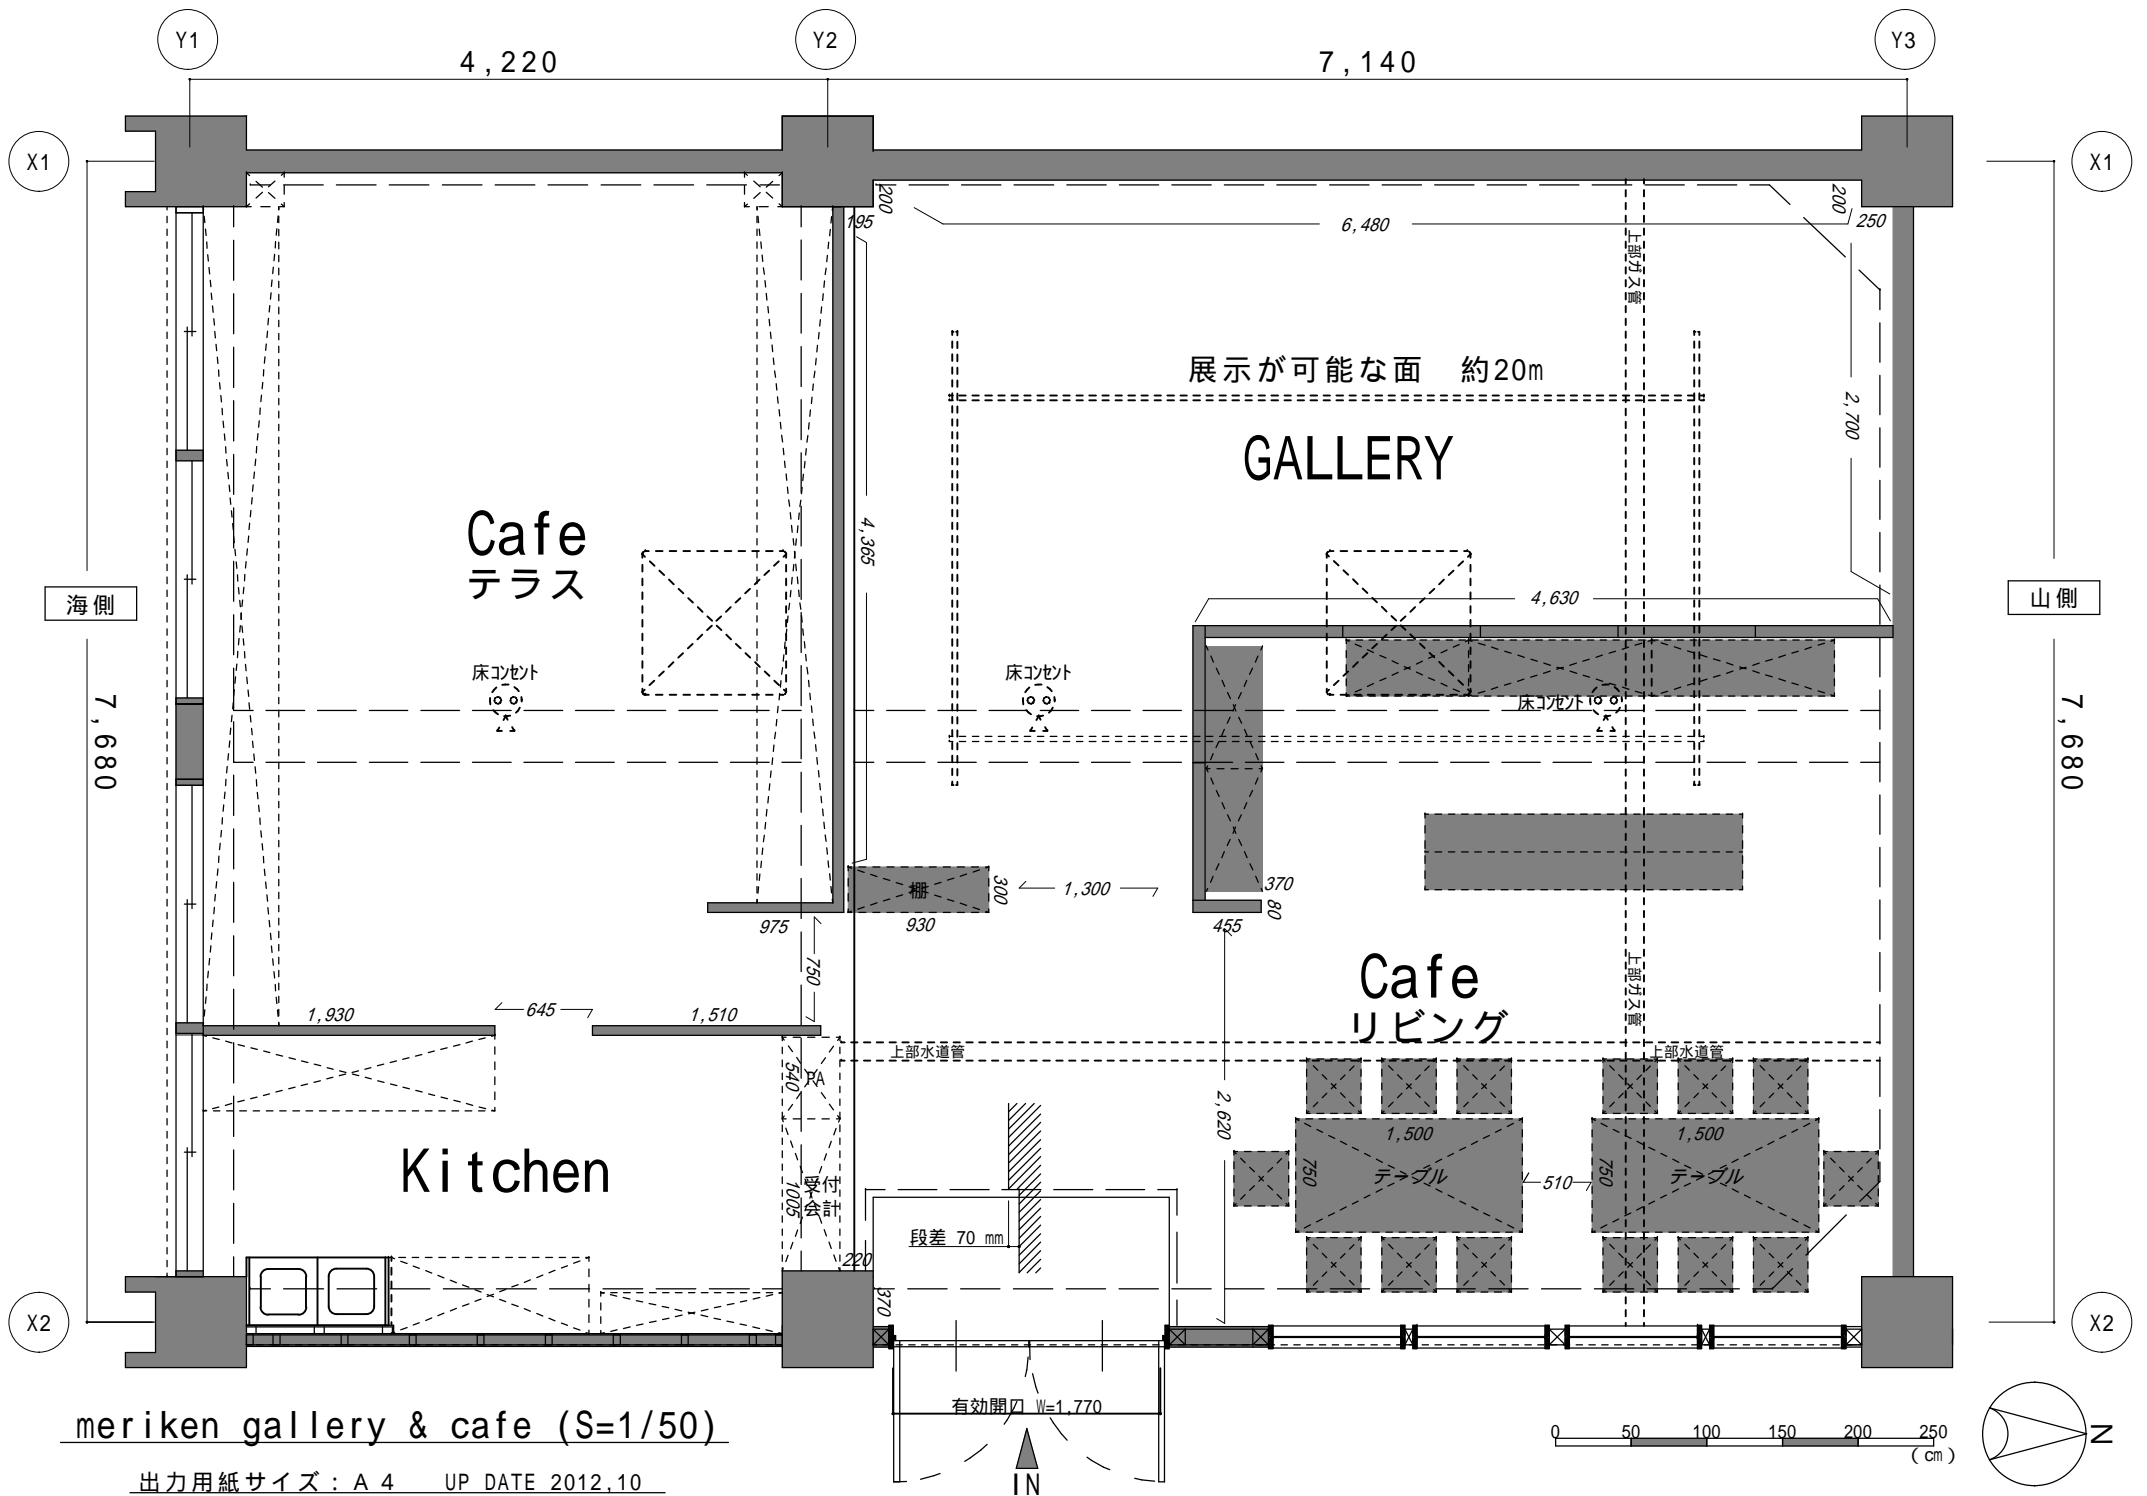 Y1
Y2
Y3
4,220
7,140
X1
X1
200
195
6,480
200
250
上部ガス管
展示が可能な面　約20m
2,700
GALLERY
Cafe
テラス
4,365
海側
山側
4,630
床コンセント
床コンセント
床コンセント
7,680
7,680
棚
300
1,300
370
80
975
930
455
750
Cafe
リビング
上部ガス管
1,930
645
1,510
上部水道管
上部水道管
540
PA
2,620
1,500
1,500
Kitchen
受付
会計
1005
750
テーブル
510
750
テーブル
段差 70 mm
220
370
X2
X2
有効開口 W=1,770
IN
meriken gallery & cafe (S=1/50)
出力用紙サイズ：A 4　UP DATE 2012,10
0 50 100 150 200 250
(cm)
N